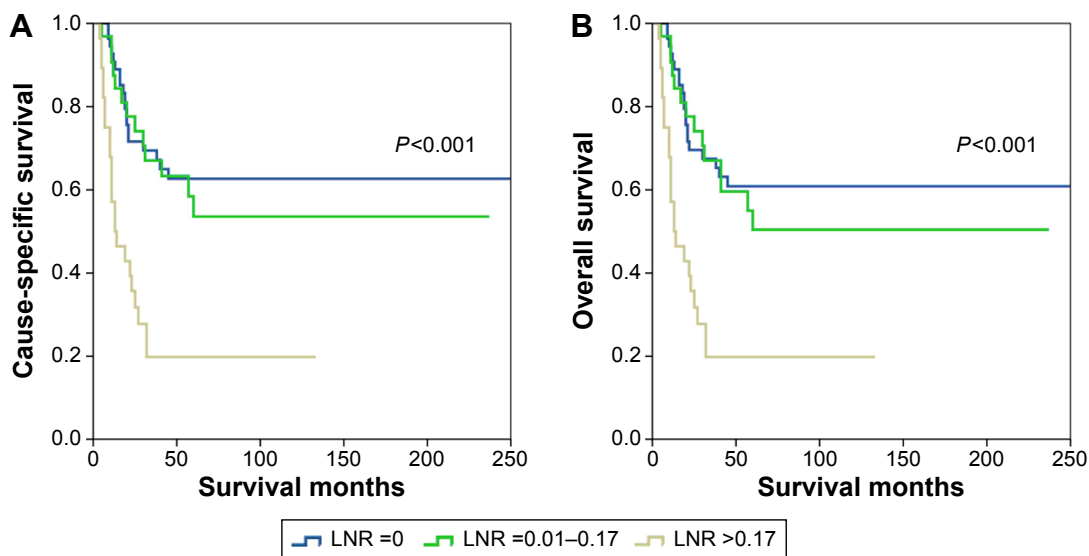 A
Cause-specific survival
1.0
0.8
0.6
0.4
0.2
0.0
P<0.001
0 50 100 150 200 250
Survival months
B
Overall survival
1.0
0.8
0.6
0.4
0.2
0.0
P<0.001
0 50 100 150 200 250
Survival months
LNR =0 LNR =0.01–0.17 LNR >0.17